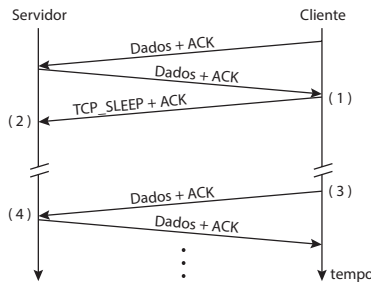 Servidor
Cliente
Dados + ACK
Dados + ACK
( 1 )
TCP_SLEEP + ACK
( 2 )
( 3 )
Dados + ACK
( 4 )
Dados + ACK
tempo